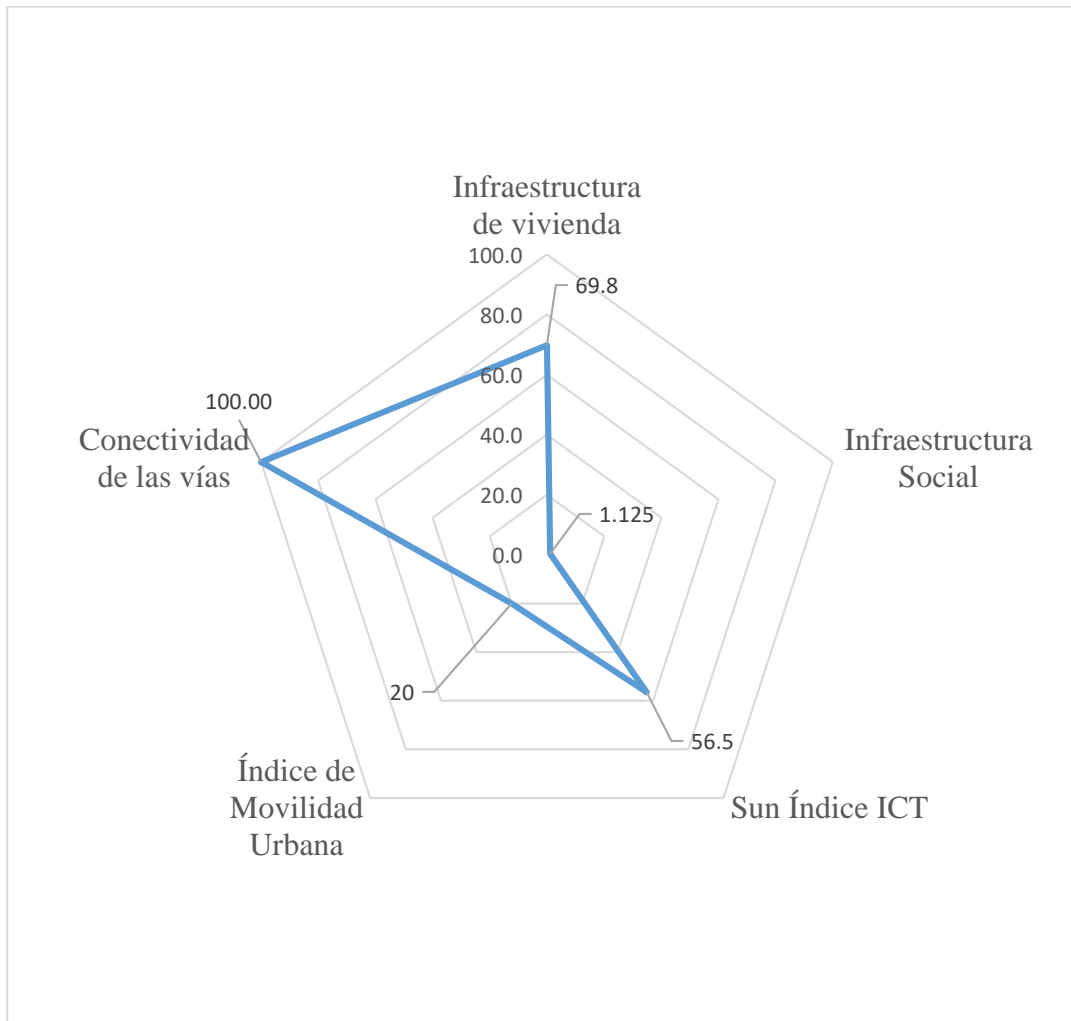 Infraestructura
de vivienda
100.0
69.8
80.0
60.0
100.00
Conectividad
de las vías
Infraestructura
Social
40.0
20.0
1.125
0.0
20
56.5
Índice de
Movilidad
Urbana
Sun Índice ICT